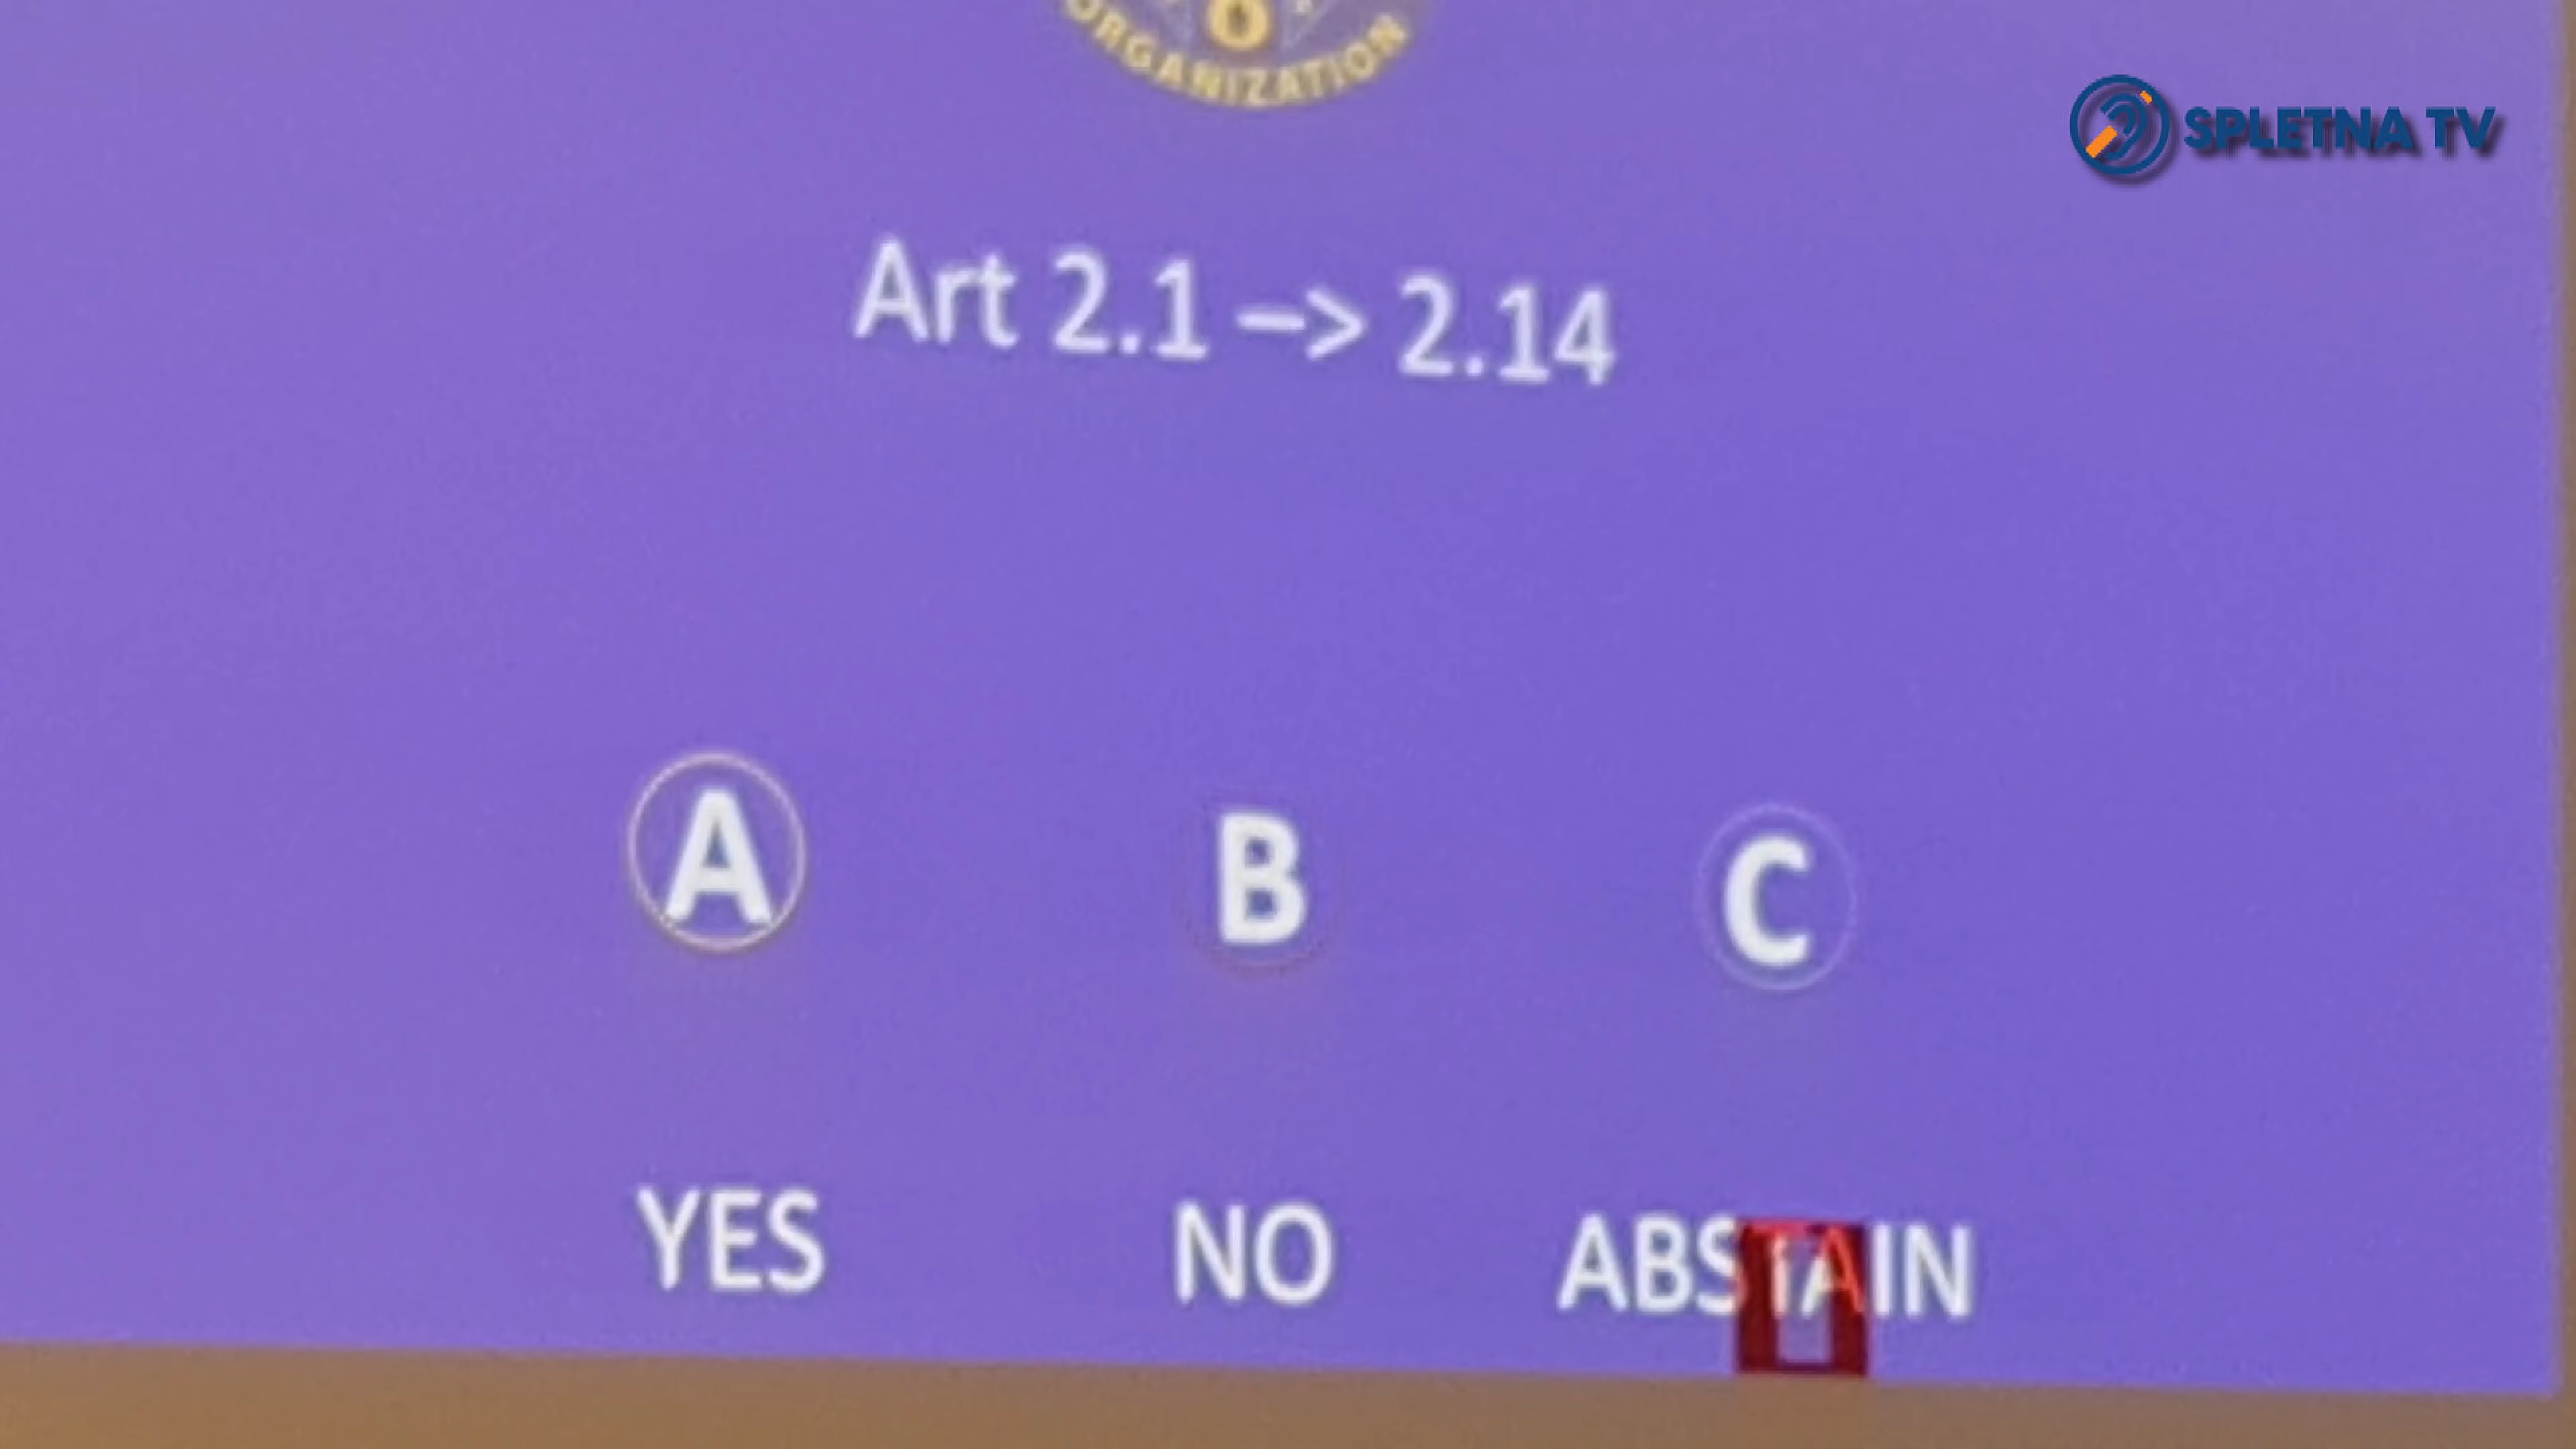 ORGANIZATION
SPLETNA TV
Art 2.1 –> 2.14
A B C
YES NO ABSTAIN